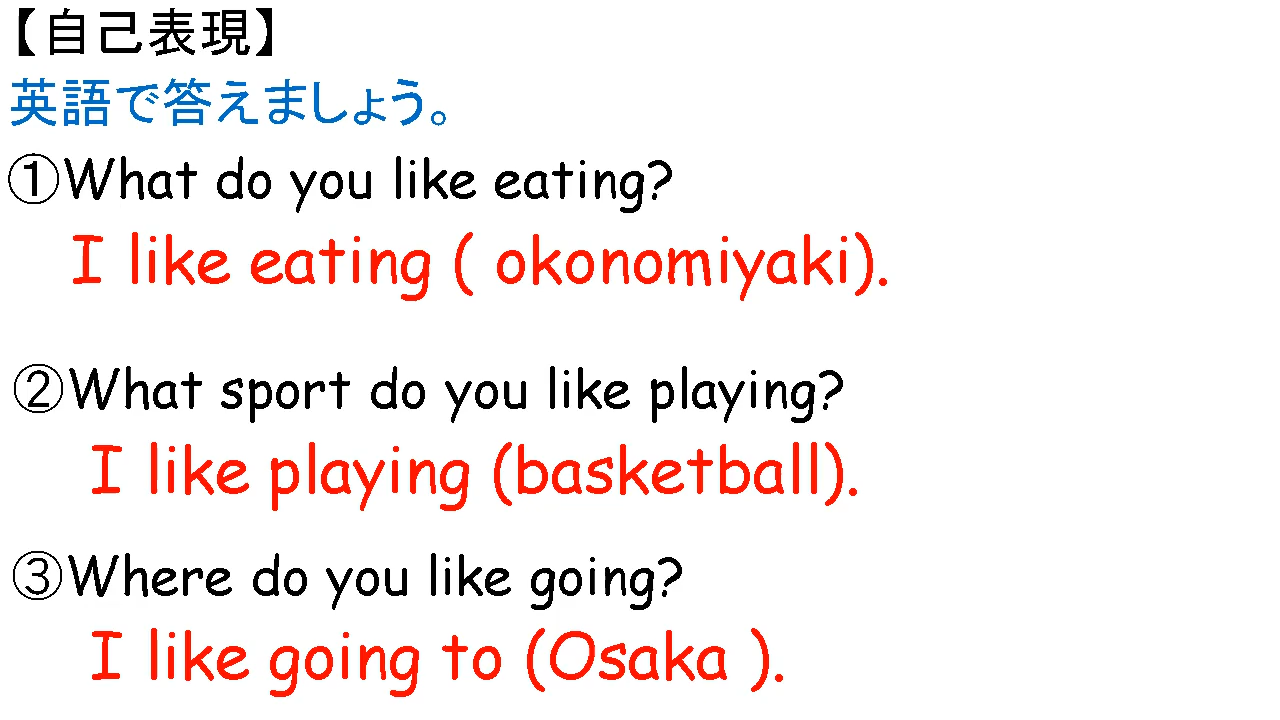 【自己表現】
英語で答えましょう。
①What do you like eating?
I like eating ( okonomiyaki).
②What sport do you like playing?
I like playing (basketball).
③Where do you like going?
I like going to (Osaka ).